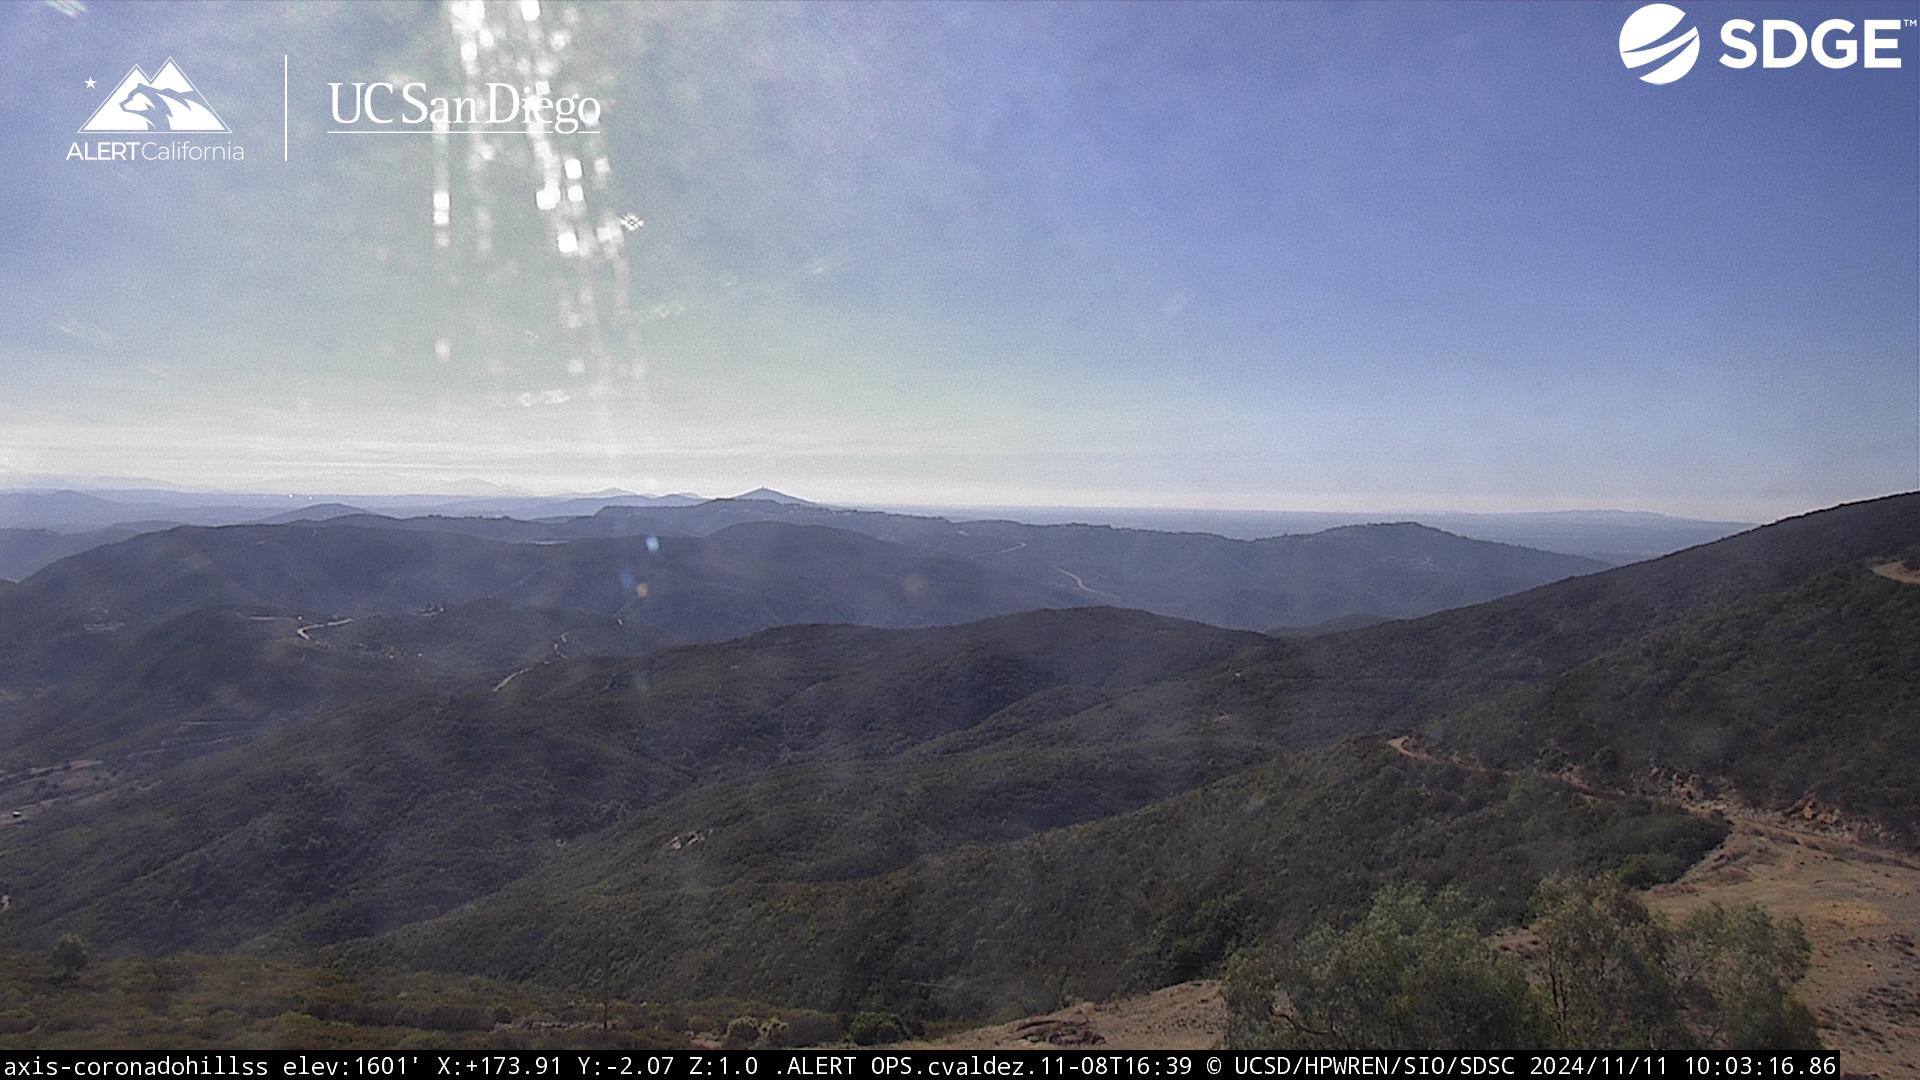 ALERTCalifornia
UC San Diego
SDGE™
axis-coronadohillss elev:1601' X:+173.91 Y:-2.07 Z:1.0 .ALERT OPS.cvaldez.11-08T16:39 © UCSD/HPWREN/SIO/SDSC 2024/11/11 10:03:16.86